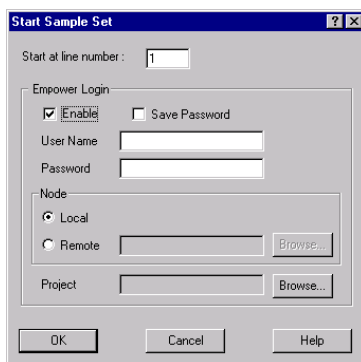 Start Sample Set
Start at line number : 1
Empower Login
Enable Save Password
User Name
Password
Node
Local
Remote Browse...
Project Browse...
OK Cancel Help